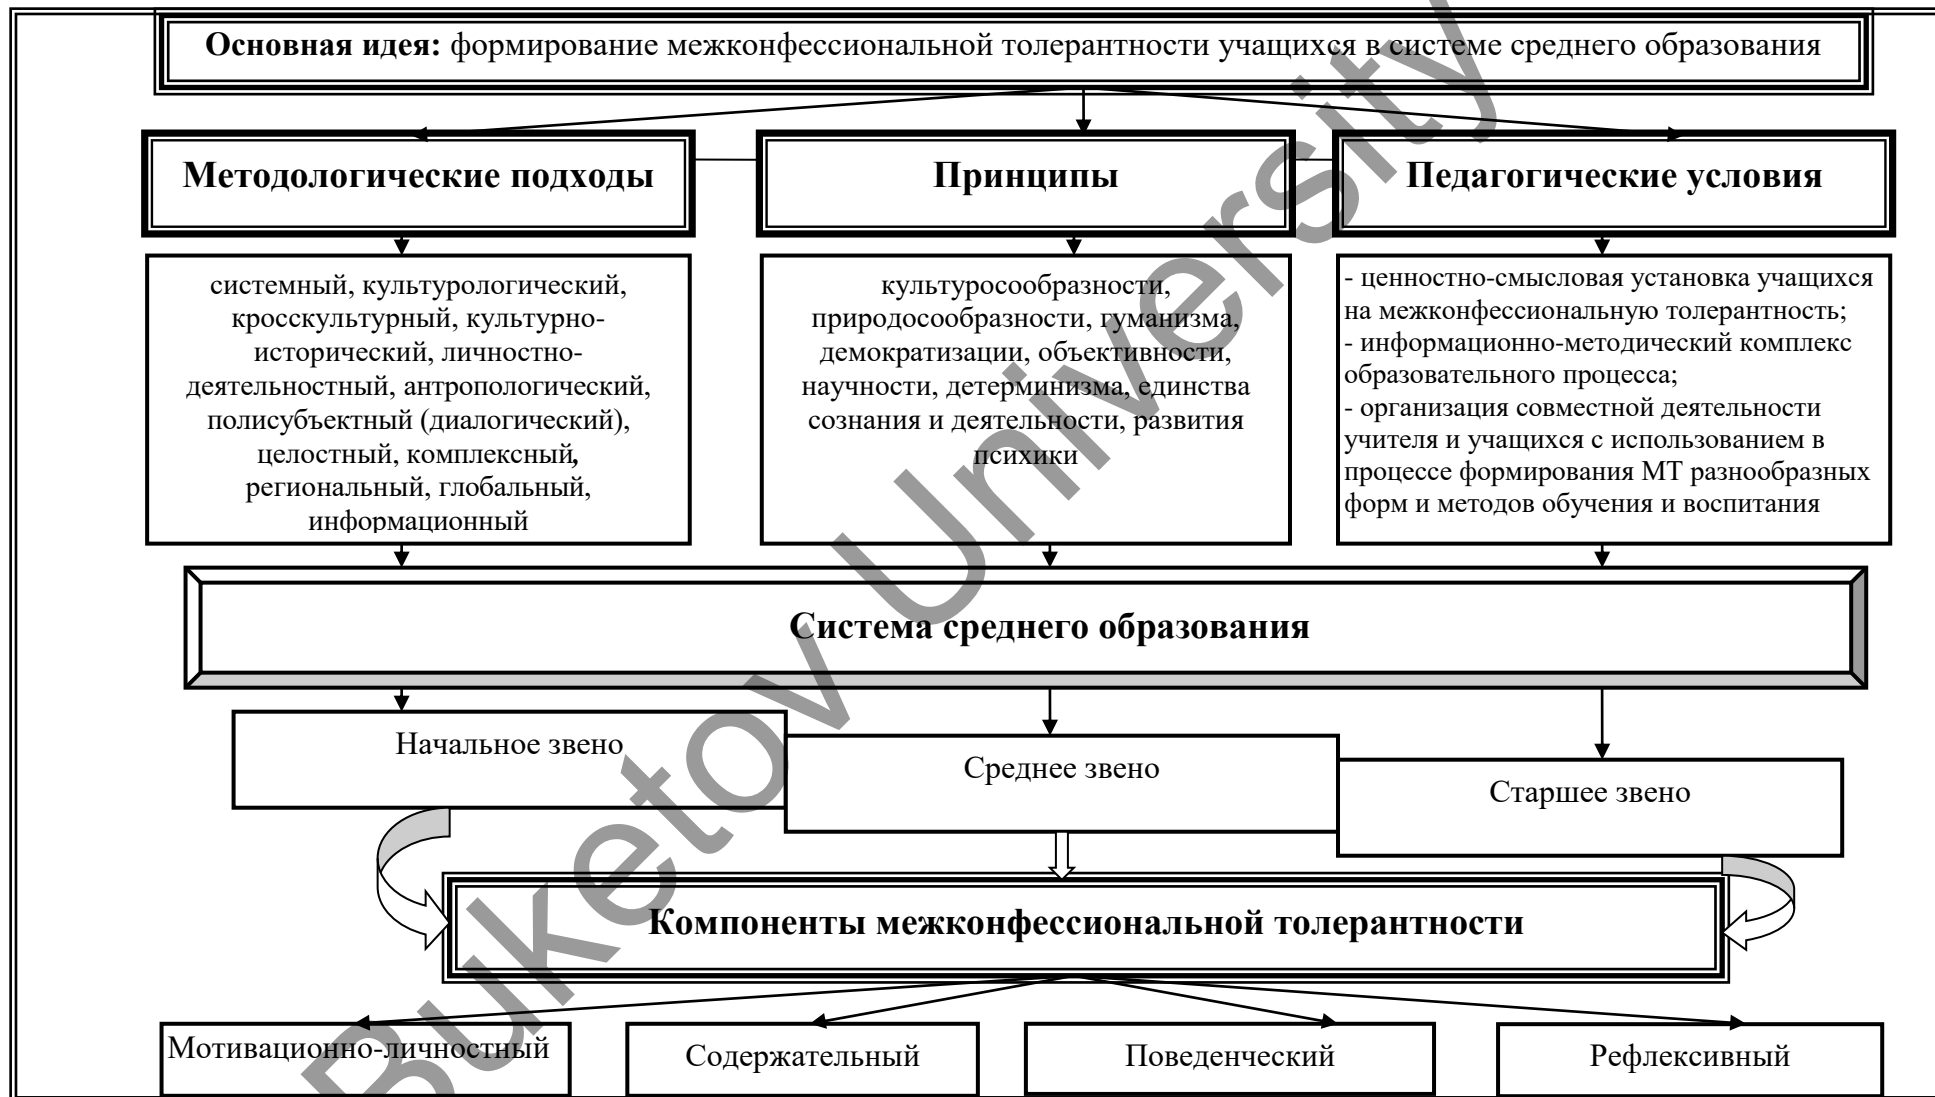 Основная идея: формирование межконфессиональной толерантности учащихся в системе среднего образования
Методологические подходы
Принципы
Педагогические условия
системный, культурологический,
кросскультурный, культурно-
исторический, личностно-
деятельностный, антропологический,
полисубъектный (диалогический),
целостный, комплексный,
региональный, глобальный,
информационный
культуросообразности,
природосообразности, гуманизма,
демократизации, объективности,
научности, детерминизма, единства
сознания и деятельности, развития
психики
- ценностно-смысловая установка учащихся
на межконфессиональную толерантность;
- информационно-методический комплекс
образовательного процесса;
- организация совместной деятельности
учителя и учащихся с использованием в
процессе формирования МТ разнообразных
форм и методов обучения и воспитания
Система среднего образования
Начальное звено
Среднее звено
Старшее звено
Компоненты межконфессиональной толерантности
Мотивационно-личностный
Содержательный
Поведенческий
Рефлексивный
Buketov University